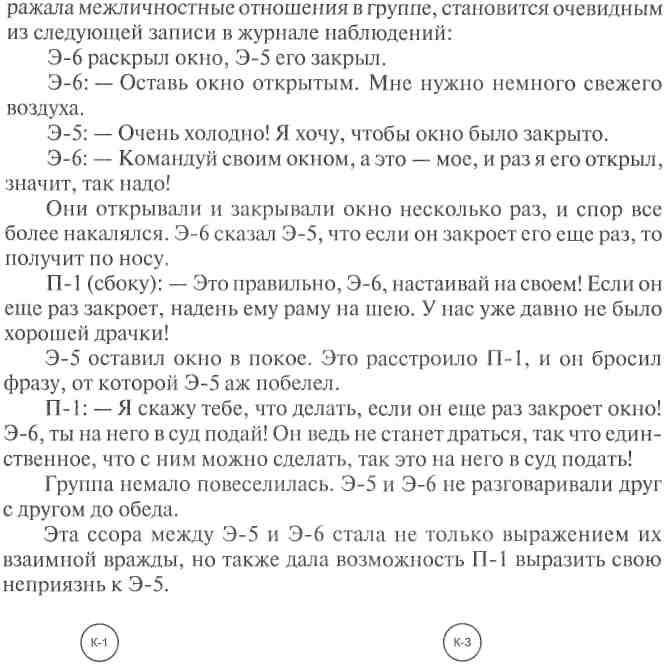 ражала межличностные отношения в группе, становится очевидным
из следующей записи в журнале наблюдений:
Э-6 раскрыл окно, Э-5 его закрыл.
Э-6: — Оставь окно открытым. Мне нужно немного свежего
воздуха.
Э-5: — Очень холодно! Я хочу, чтобы окно было закрыто.
Э-6: — Командуй своим окном, а это — мое, и раз я его открыл,
значит, так надо!
Они открывали и закрывали окно несколько раз, и спор все
более накалялся. Э-6 сказал Э-5, что если он закроет его еще раз, то
получит по носу.
П-1 (сбоку): — Это правильно, Э-6, настаивай на своем! Если он
еще раз закроет, надень ему раму на шею. У нас уже давно не было
хорошей драчки!
Э-5 оставил окно в покое. Это расстроило П-1, и он бросил
фразу, от которой Э-5 аж побелел.
П-1: — Я скажу тебе, что делать, если он еще раз закроет окно!
Э-6, ты на него в суд подай! Он ведь не станет драться, так что един-
ственное, что с ним можно сделать, так это на него в суд подать!
Группа немало повеселилась. Э-5 и Э-6 не разговаривали друг
с другом до обеда.
Эта ссора между Э-5 и Э-6 стала не только выражением их
взаимной вражды, но также дала возможность П-1 выразить свою
неприязнь к Э-5.
К-1 К-3